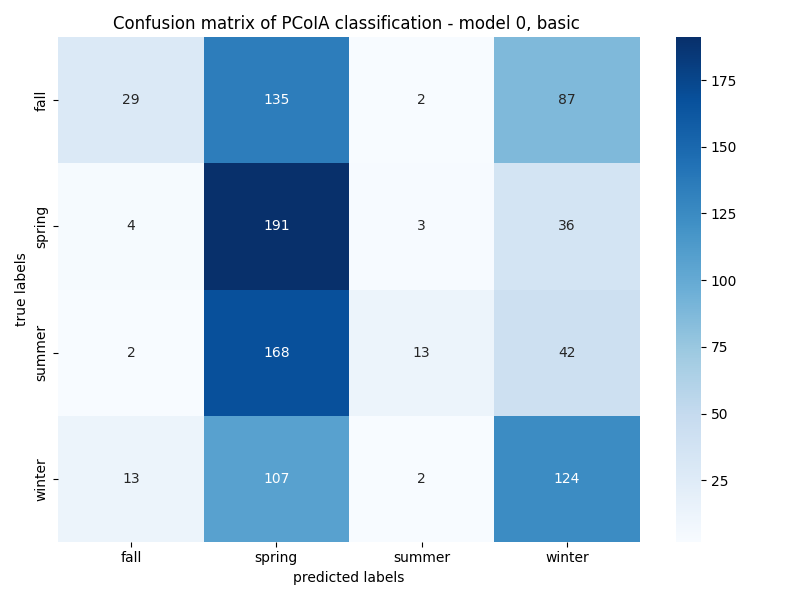 Confusion matrix of PCoIA classification - model 0, basic
true labels
fall
29 135 2 87
spring
4 191 3 36
summer
2 168 13 42
winter
13 107 2 124
fall spring summer winter
predicted labels
175
150
125
100
75
50
25